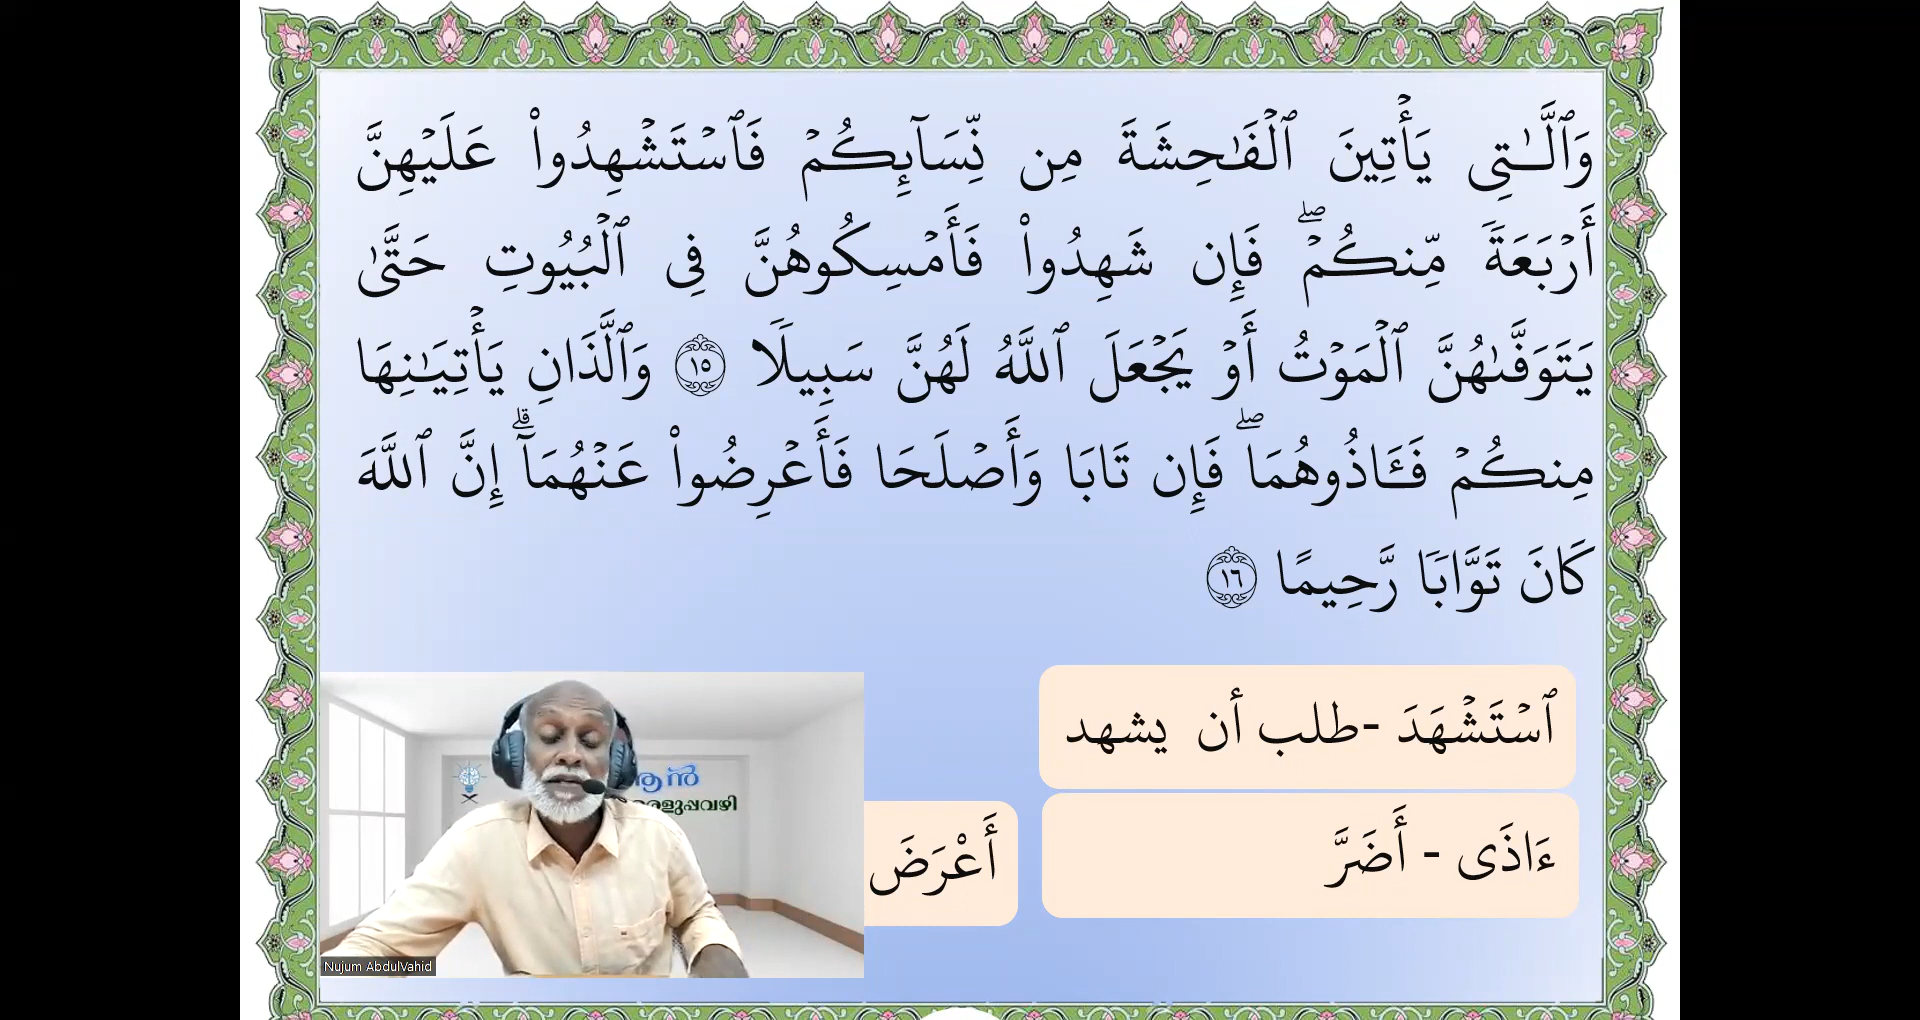 وَٱلَّـٰتِى يَأۡتِينَ ٱلۡفَـٰحِشَةَ مِن نِّسَآئِكُمۡ فَٱسۡتَشۡهِدُواْ عَلَيۡهِنَّ
أَرۡبَعَةً مِّنكُمۡۖ فَإِن شَهِدُواْ فَأَمۡسِكُوهُنَّ فِى ٱلۡبُيُوتِ حَتَّىٰ
يَتَوَفَّىٰهُنَّ ٱلۡمَوۡتُ أَوۡ يَجۡعَلَ ٱللَّهُ لَهُنَّ سَبِيلًا ١٥ وَٱلَّذَانِ يَأۡتِيَـٰنِهَا
مِنكُمۡ فَـَٔاذُوهُمَاۖ فَإِن تَابَا وَأَصۡلَحَا فَأَعۡرِضُواْ عَنۡهُمَآۗ إِنَّ ٱللَّهَ
كَانَ تَوَّابًا رَّحِيمًا ١٦
ٱسۡتَشۡهَدَ -طلب أن يشهد
ءَاذَى - أَضَرَّ
أَعْرَضَ
Nujum AbdulVahid